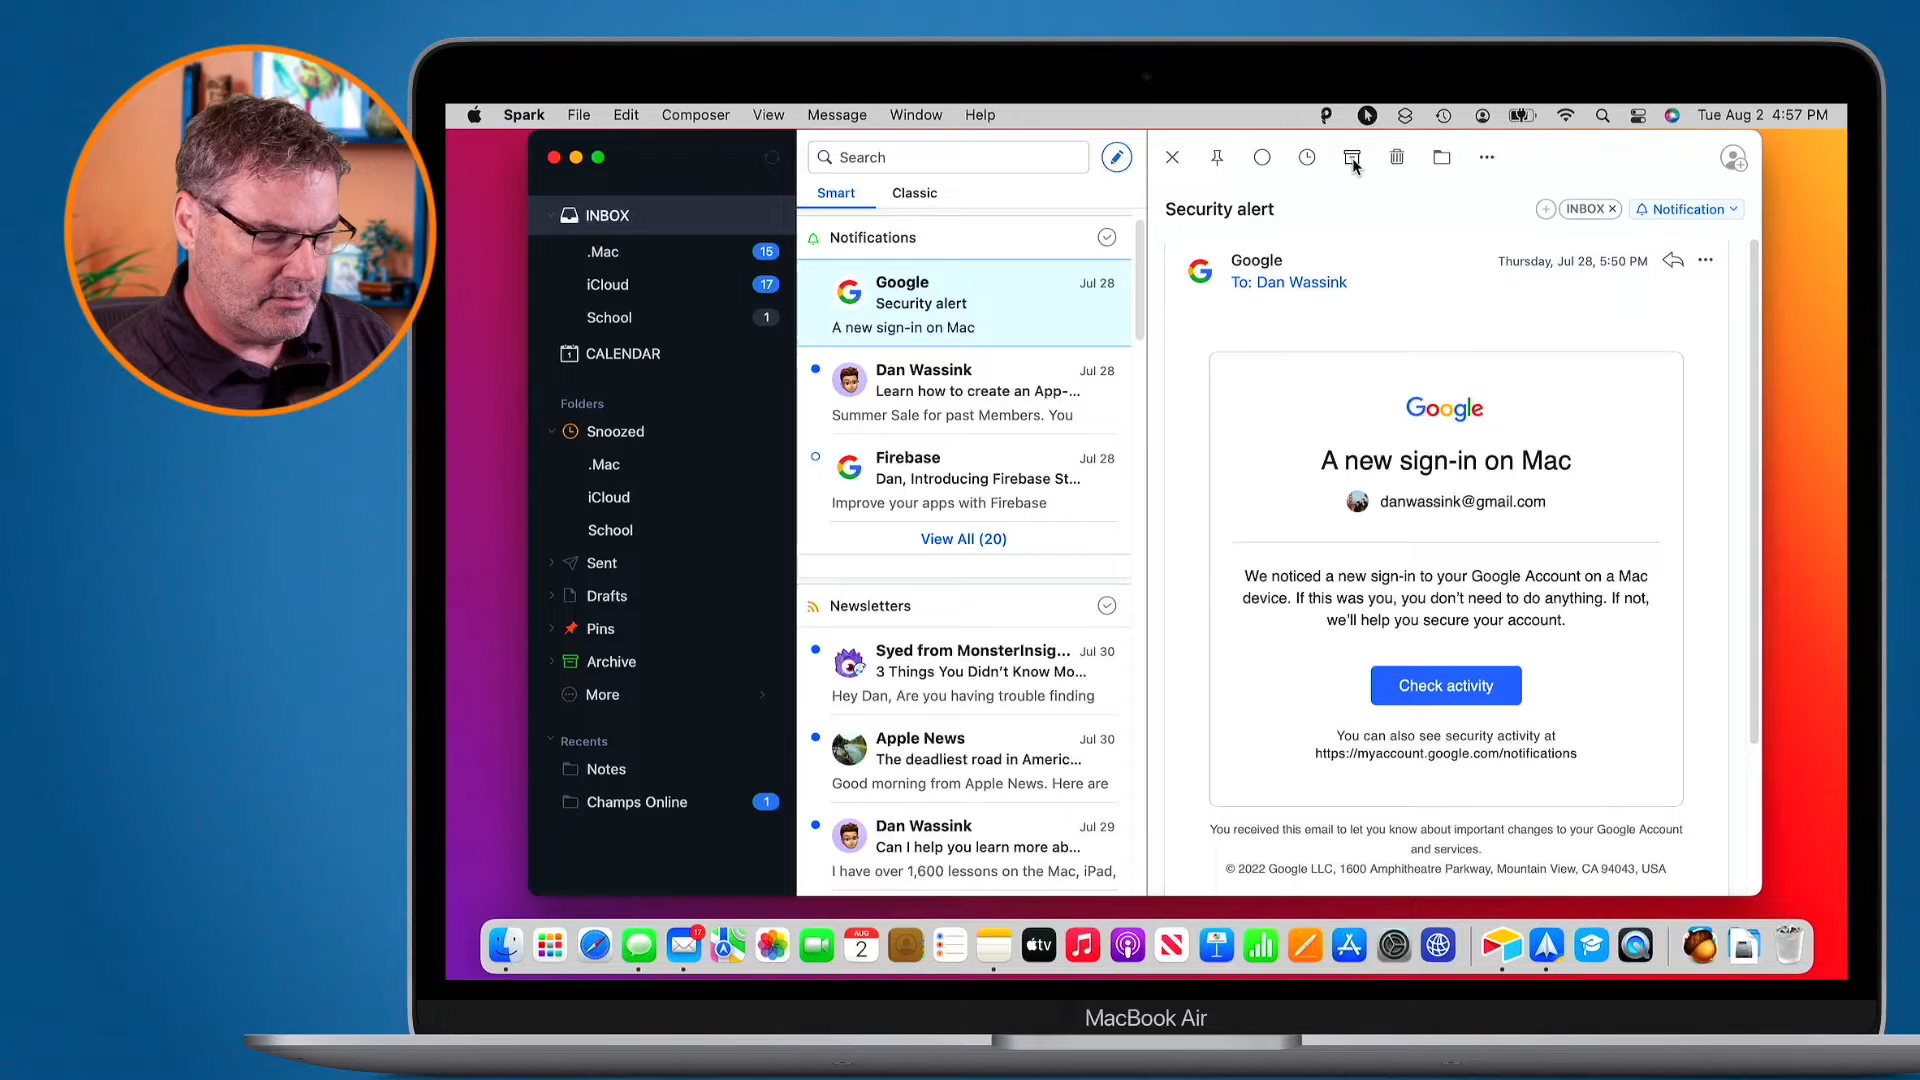 Spark File Edit Composer View Message Window Help
Tue Aug 2 4:57 PM
INBOX
.Mac 15
iCloud 17
School 1
CALENDAR
Folders
Snoozed
.Mac
iCloud
School
Sent
Drafts
Pins
Archive
More
Recents
Notes
Champs Online 1
Search
Smart Classic
Notifications
Google Jul 28
Security alert
A new sign-in on Mac
Dan Wassink Jul 28
Learn how to create an App-...
Summer Sale for past Members. You
Firebase Jul 28
Dan, Introducing Firebase St...
Improve your apps with Firebase
View All (20)
Newsletters
Syed from MonsterInsig... Jul 30
3 Things You Didn't Know Mo...
Hey Dan, Are you having trouble finding
Apple News Jul 30
The deadliest road in Americ...
Good morning from Apple News. Here are
Dan Wassink Jul 29
Can I help you learn more ab...
I have over 1,600 lessons on the Mac, iPad,
Security alert
INBOX
Notification
Google
Thursday, Jul 28, 5:50 PM
To: Dan Wassink
Google
A new sign-in on Mac
danwassink@gmail.com
We noticed a new sign-in to your Google Account on a Mac
device. If this was you, you don't need to do anything. If not,
we'll help you secure your account.
Check activity
You can also see security activity at
https://myaccount.google.com/notifications
You received this email to let you know about important changes to your Google Account
and services.
© 2022 Google LLC, 1600 Amphitheatre Parkway, Mountain View, CA 94043, USA
17
AUG
2
tv
MacBook Air